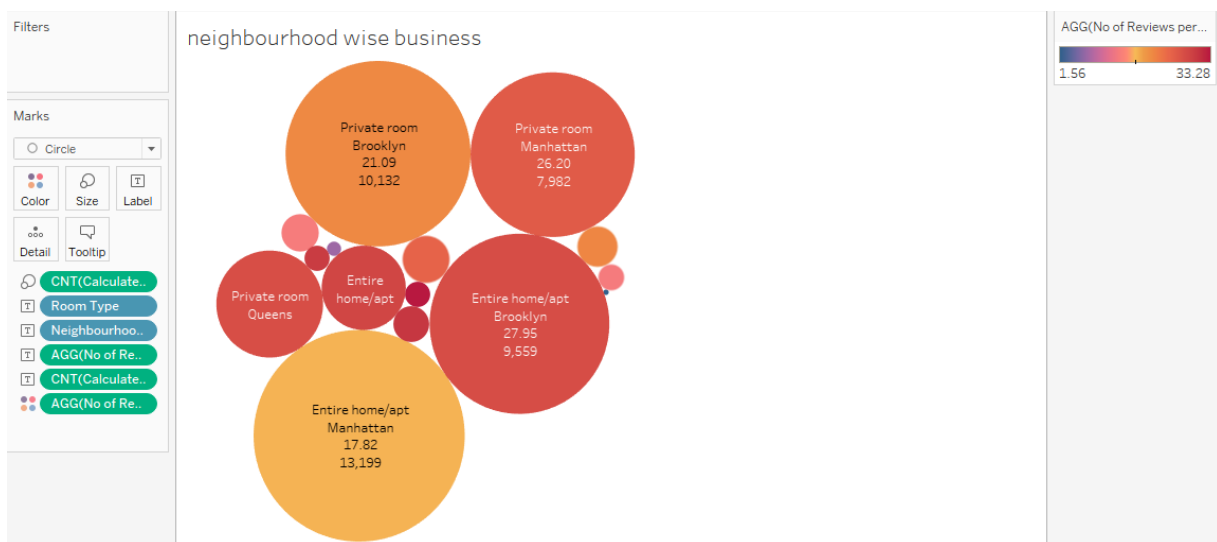 Filters
Marks
Circle
Color
Size
T
Label
Detail
Tooltip
CNT(Calculate..
T
Room Type
T
Neighbourhoo..
T
AGG(No of Re..
T
CNT(Calculate..
AGG(No of Re..
neighbourhood wise business
Private room
Brooklyn
21.09
10,132
Private room
Manhattan
26.20
7,982
Private room
Queens
Entire
home/apt
Entire home/apt
Brooklyn
27.95
9,559
Entire home/apt
Manhattan
17.82
13,199
AGG(No of Reviews per...
1.56
33.28